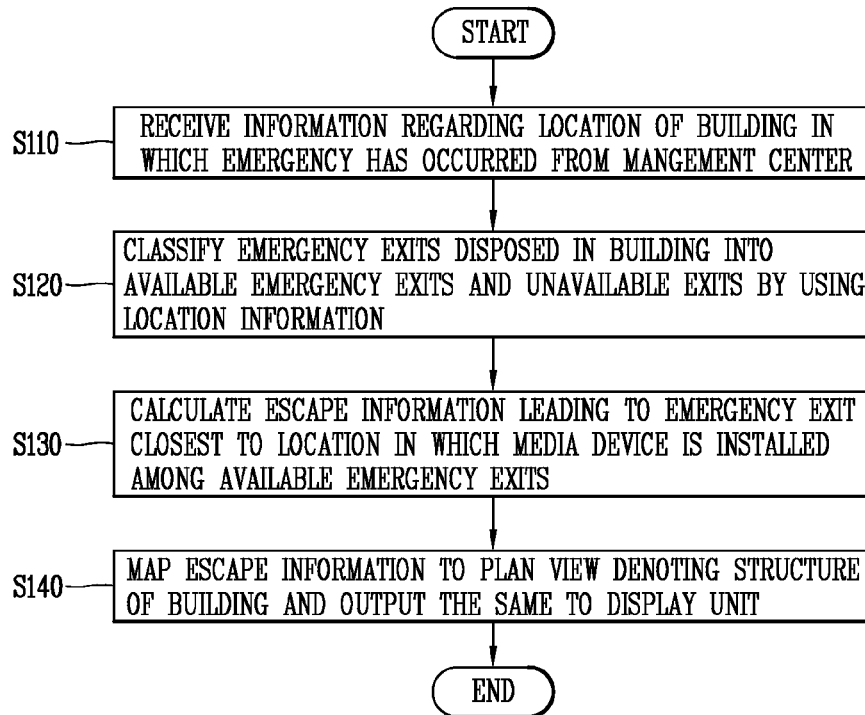 START
S110
RECEIVE INFORMATION REGARDING LOCATION OF BUILDING IN
WHICH EMERGENCY HAS OCCURRED FROM MANGEMENT CENTER
S120
CLASSIFY EMERGENCY EXITS DISPOSED IN BUILDING INTO
AVAILABLE EMERGENCY EXITS AND UNAVAILABLE EXITS BY USING
LOCATION INFORMATION
S130
CALCULATE ESCAPE INFORMATION LEADING TO EMERGENCY EXIT
CLOSEST TO LOCATION IN WHICH MEDIA DEVICE IS INSTALLED
AMONG AVAILABLE EMERGENCY EXITS
S140
MAP ESCAPE INFORMATION TO PLAN VIEW DENOTING STRUCTURE
OF BUILDING AND OUTPUT THE SAME TO DISPLAY UNIT
END